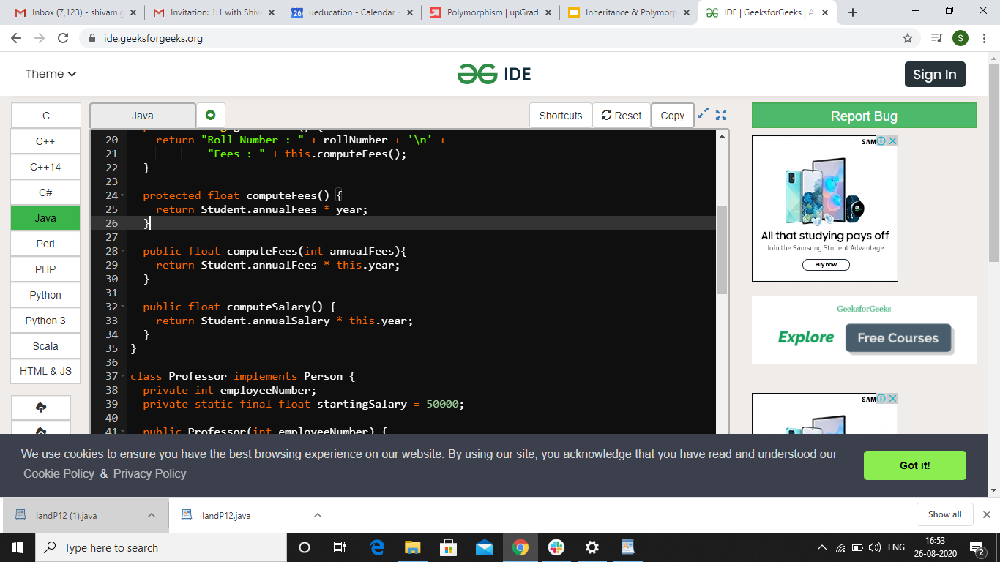 Inbox (7,123) - shivam.g
Invitation: 1:1 with Shiva
26
ueducation - Calendar -
Polymorphism | upGrad
Inheritance & Polymorp
IDE | GeeksforGeeks | A
ide.geeksforgeeks.org
S
Theme
IDE
Sign In
C
C++
C++14
C#
Java
Perl
PHP
Python
Python 3
Scala
HTML & JS
Java
Shortcuts
Reset
Copy
20 return "Roll Number : " + rollNumber + '\n' +
21 "Fees : " + this.computeFees();
22 }
23
24 protected float computeFees() {
25 return Student.annualFees * year;
26 }
27
28 public float computeFees(int annualFees){
29 return Student.annualFees * this.year;
30 }
31
32 public float computeSalary() {
33 return Student.annualSalary * this.year;
34 }
35 }
36
37 class Professor implements Person {
38 private int employeeNumber;
39 private static final float startingSalary = 50000;
40
41 public Professor(int employeeNumber) {
Report Bug
SAM
All that studying pays off
Join the Samsung Student Advantage
Buy now
GeeksforGeeks
Explore
Free Courses
SAM
We use cookies to ensure you have the best browsing experience on our website. By using our site, you acknowledge that you have read and understood our
Cookie Policy & Privacy Policy
Got it!
IandP12 (1).java
IandP12.java
Show all
Type here to search
ENG
16:53
26-08-2020
2